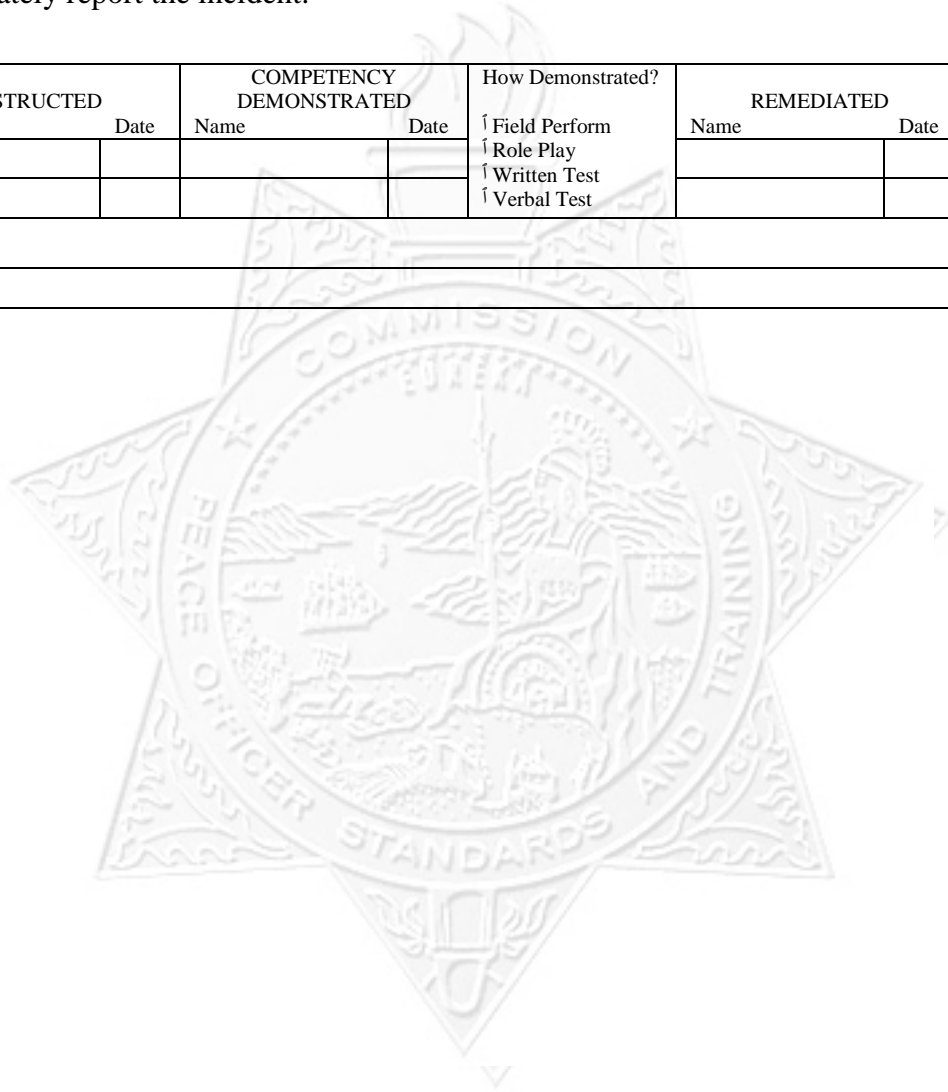 ately report the incident.
STRUCTED
Date
COMPETENCY
DEMONSTRATED
Name Date
How Demonstrated?
Field Perform
Role Play
Written Test
Verbal Test
REMEDIATED
Name Date
COMMISSION
EUREKA
PEACE OFFICER STANDARDS AND TRAINING